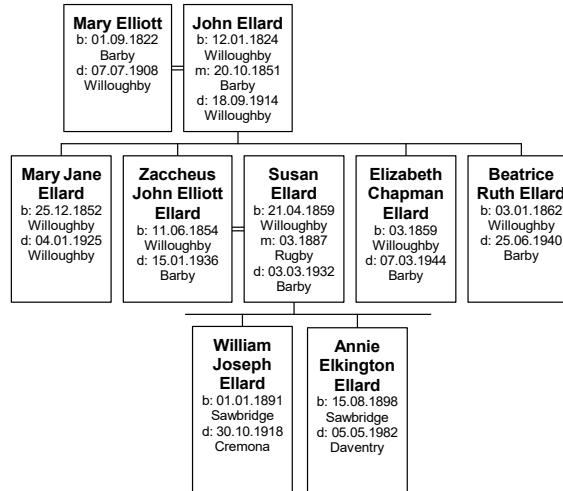 Mary Elliott
b: 01.09.1822
Barby
d: 07.07.1908
Willoughby
John Ellard
b: 12.01.1824
Willoughby
m: 20.10.1851
Barby
d: 18.09.1914
Willoughby
Mary Jane
Ellard
b: 25.12.1852
Willoughby
d: 04.01.1925
Willoughby
Zaccheus
John Elliott
Ellard
b: 11.06.1854
Willoughby
d: 15.01.1936
Barby
Susan
Ellard
b: 21.04.1859
Willoughby
m: 03.1887
Rugby
d: 03.03.1932
Barby
Elizabeth
Chapman
Ellard
b: 03.1859
Willoughby
d: 07.03.1944
Barby
Beatrice
Ruth Ellard
b: 03.01.1862
Willoughby
d: 25.06.1940
Barby
William
Joseph
Ellard
b: 01.01.1891
Sawbridge
d: 30.10.1918
Cremona
Annie
Elkington
Ellard
b: 15.08.1898
Sawbridge
d: 05.05.1982
Daventry